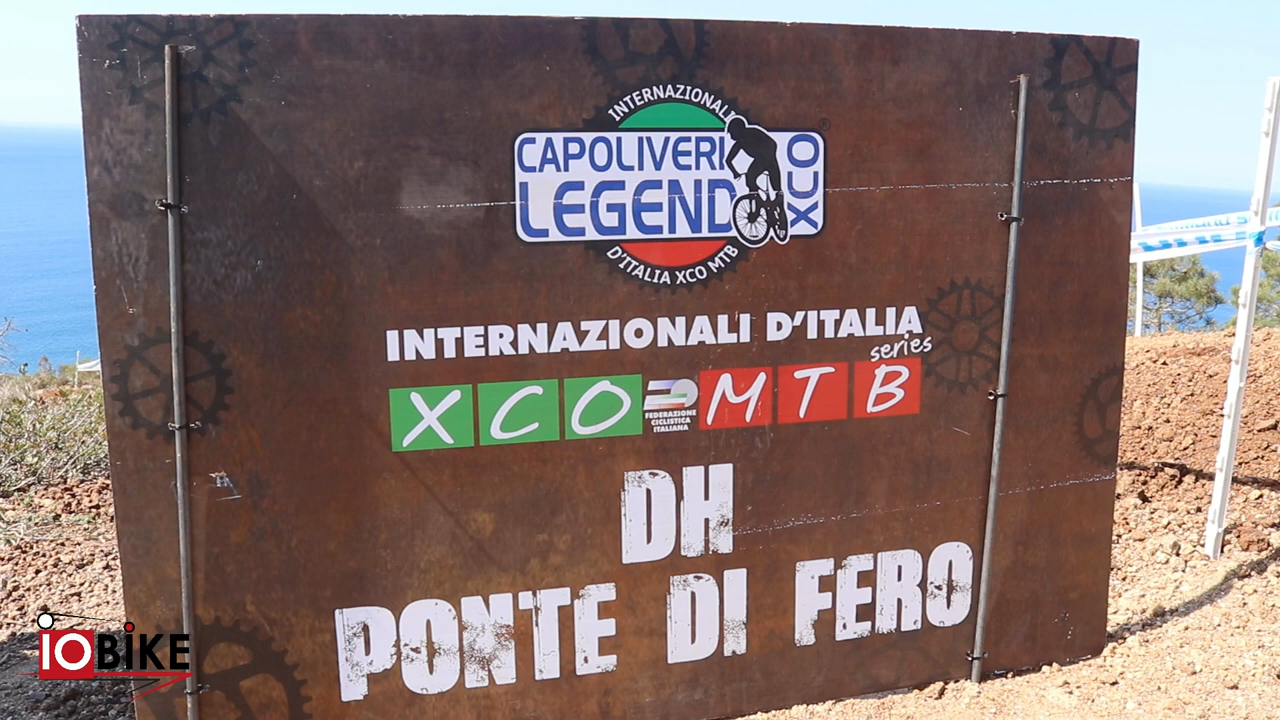 INTERNAZIONALI
CAPOLIVERI
LEGEND
XCO
®
D'ITALIA XCO MTB
INTERNAZIONALI D'ITALIA
series
XCO MTB
FEDERAZIONE
CICLISTICA
ITALIANA
DH
PONTE DI FERO
IOBIKE